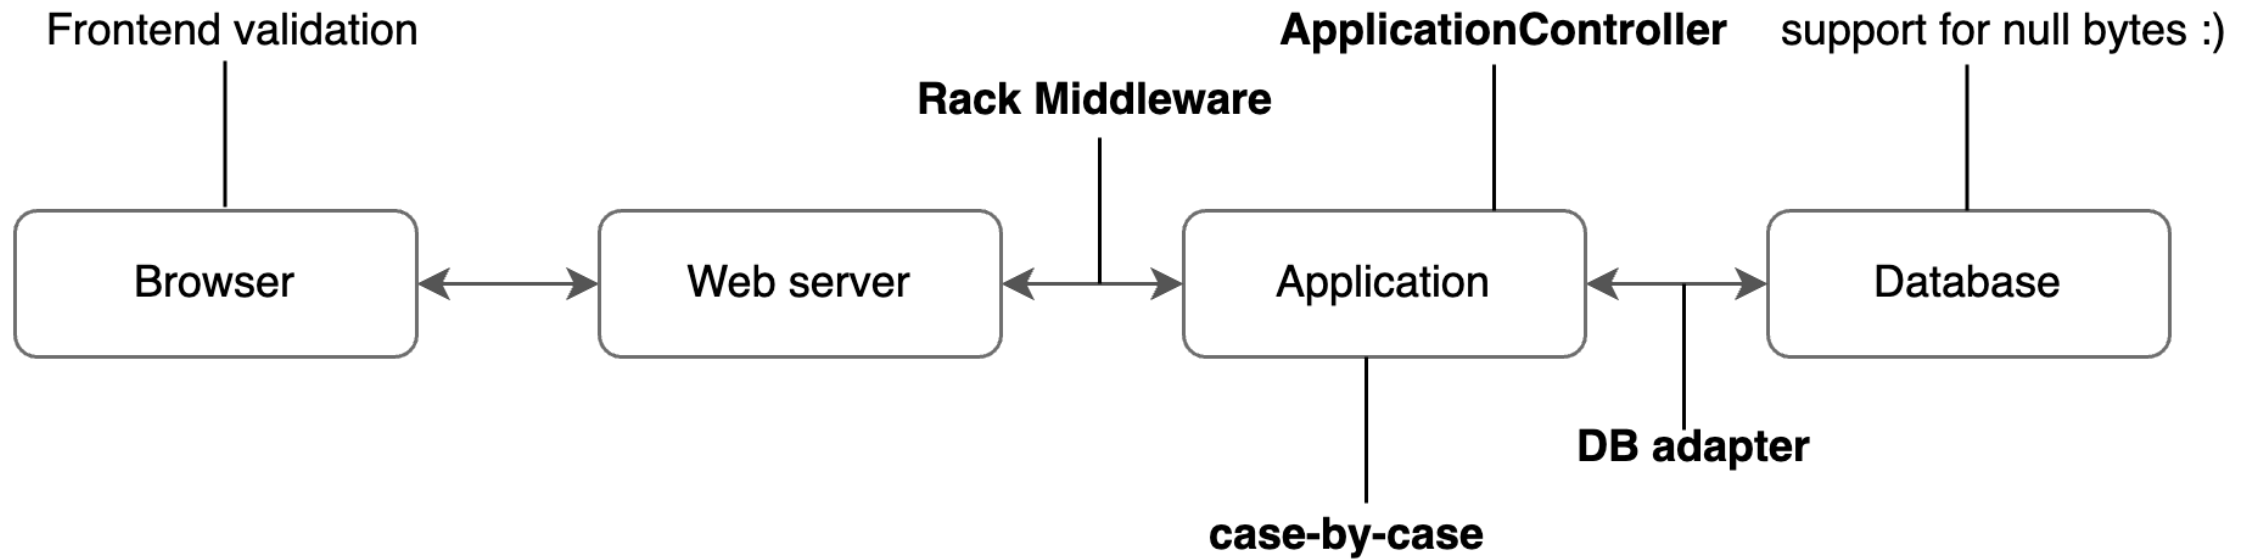 Frontend validation
ApplicationController
support for null bytes :)
Rack Middleware
Browser
Web server
Application
Database
DB adapter
case-by-case